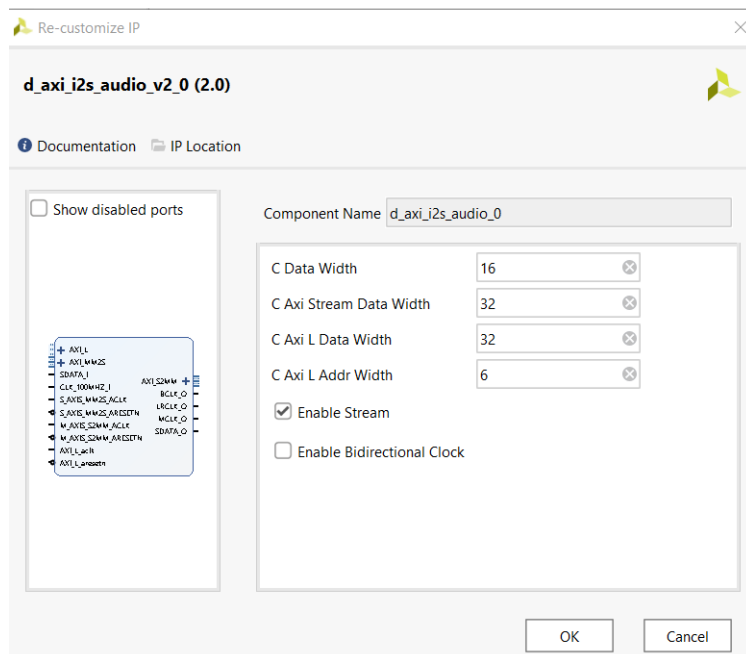 Re-customize IP
d_axi_i2s_audio_v2_0 (2.0)
Documentation IP Location
Show disabled ports
AXI_L
AXI_MM2S
SDATA_I
CLK_100MHZ_I
S_AXIS_MM2S_ACLK
S_AXIS_MM2S_ARESETN
M_AXIS_S2MM_ACLK
M_AXIS_S2MM_ARESETN
AXI_L_aclk
AXI_L_aresetn
AXI_S2MM
BCLK_O
LRCLK_O
MCLK_O
SDATA_O
Component Name d_axi_i2s_audio_0
C Data Width 16
C Axi Stream Data Width 32
C Axi L Data Width 32
C Axi L Addr Width 6
Enable Stream
Enable Bidirectional Clock
OK Cancel